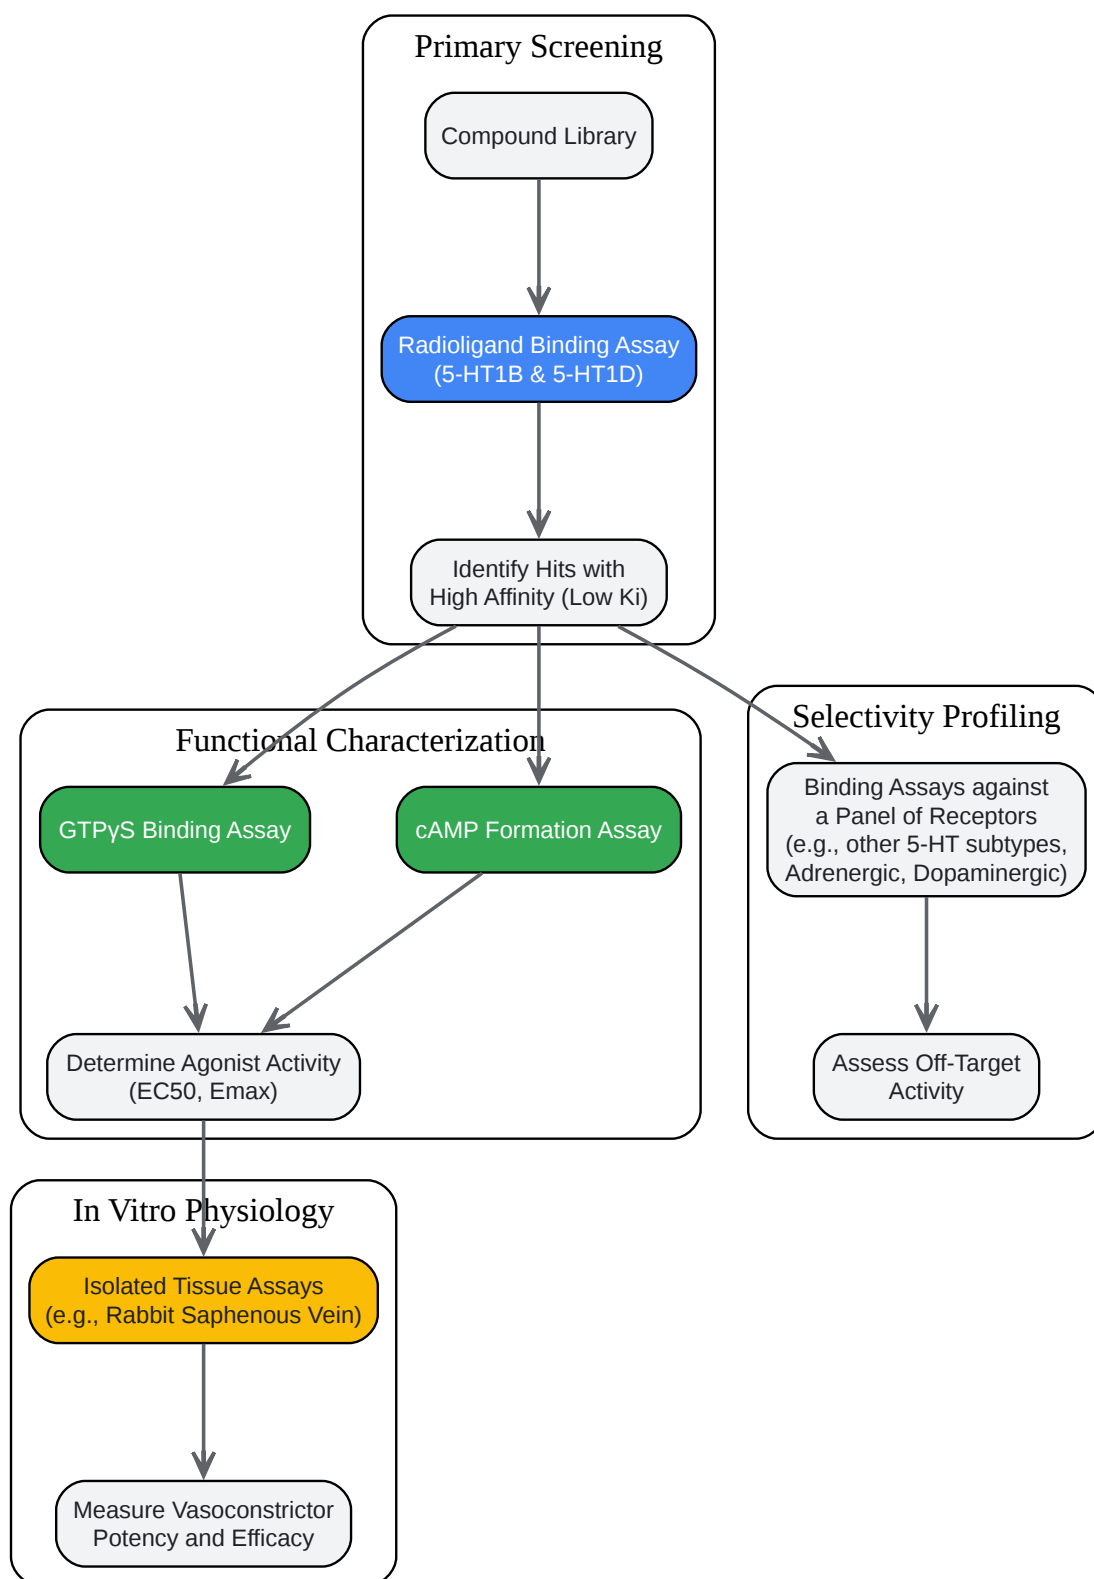 Primary Screening
Compound Library
Radioligand Binding Assay
(5-HT1B & 5-HT1D)
Identify Hits with
High Affinity (Low Ki)
Functional Characterization
GTPγS Binding Assay
cAMP Formation Assay
Determine Agonist Activity
(EC50, Emax)
Selectivity Profiling
Binding Assays against
a Panel of Receptors
(e.g., other 5-HT subtypes,
Adrenergic, Dopaminergic)
Assess Off-Target
Activity
In Vitro Physiology
Isolated Tissue Assays
(e.g., Rabbit Saphenous Vein)
Measure Vasoconstrictor
Potency and Efficacy